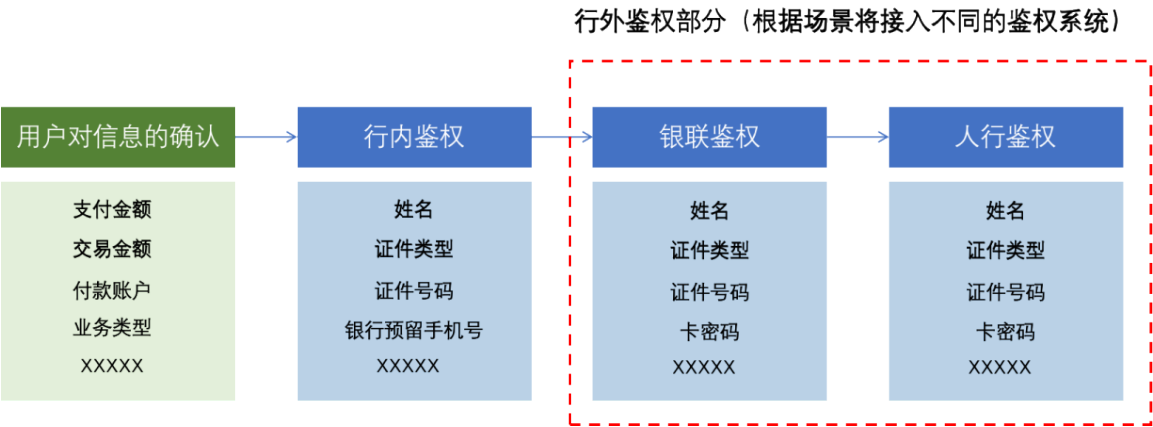 行外鉴权部分（根据场景将接入不同的鉴权系统）
用户对信息的确认
支付金额
交易金额
付款账户
业务类型
XXXXX
行内鉴权
姓名
证件类型
证件号码
银行预留手机号
XXXXX
银联鉴权
姓名
证件类型
证件号码
卡密码
XXXXX
人行鉴权
姓名
证件类型
证件号码
卡密码
XXXXX